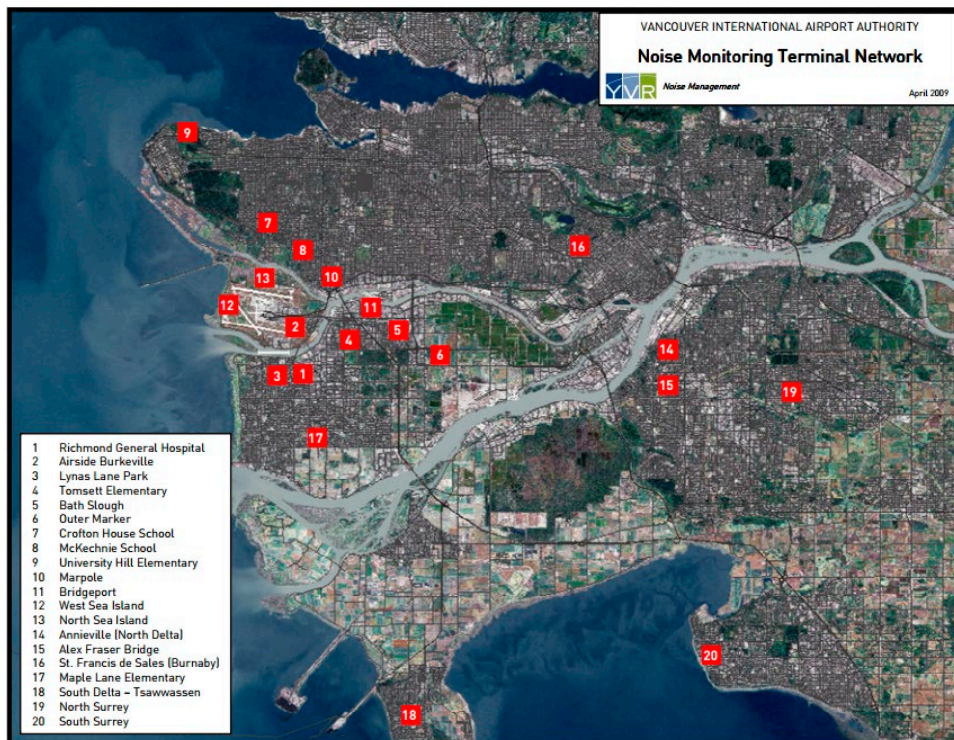 VANCOUVER INTERNATIONAL AIRPORT AUTHORITY
Noise Monitoring Terminal Network
YVR Noise Management
April 2009
9
7
8
16
13
10
12
11
2
5
4
14
6
3
1
15
19
17
1 Richmond General Hospital
2 Airside Burkeville
3 Lynas Lane Park
4 Tomsett Elementary
5 Bath Slough
6 Outer Marker
7 Crofton House School
8 McKechnie School
9 University Hill Elementary
10 Marpole
11 Bridgeport
12 West Sea Island
13 North Sea Island
14 Annieville (North Delta)
15 Alex Fraser Bridge
16 St. Francis de Sales (Burnaby)
17 Maple Lane Elementary
18 South Delta – Tsawwassen
19 North Surrey
20 South Surrey
20
18